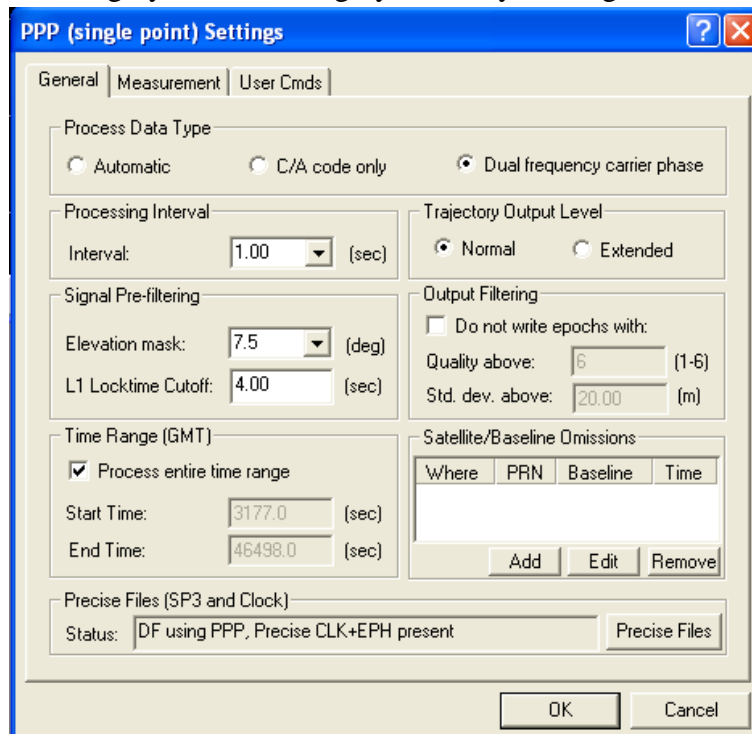 PPP (single point) Settings
General Measurement User Cmds
Process Data Type
Automatic C/A code only Dual frequency carrier phase
Processing Interval
Interval: 1.00 (sec)
Trajectory Output Level
Normal Extended
Signal Pre-filtering
Elevation mask: 7.5 (deg)
L1 Locktime Cutoff: 4.00 (sec)
Output Filtering
Do not write epochs with:
Quality above: 6 (1-6)
Std. dev. above: 20.00 (m)
Time Range (GMT)
Process entire time range
Start Time: 3177.0 (sec)
End Time: 46498.0 (sec)
Satellite/Baseline Omissions
Where PRN Baseline Time
Add Edit Remove
Precise Files (SP3 and Clock)
Status: DF using PPP, Precise CLK+EPH present Precise Files
OK Cancel